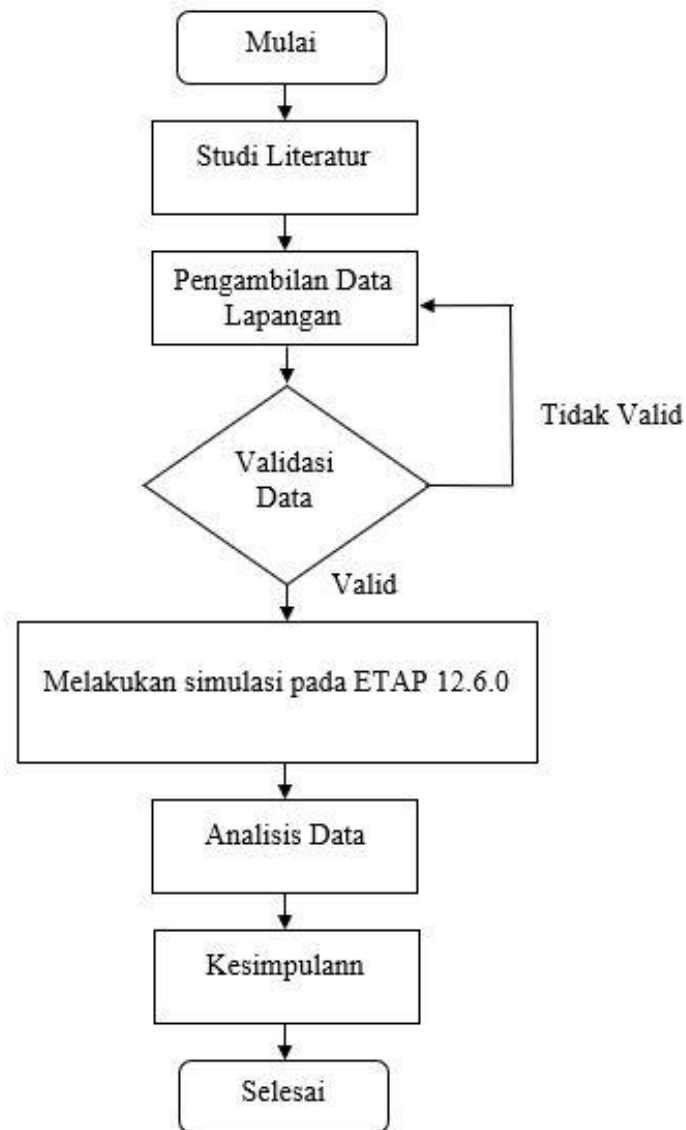 Mulai
Studi Literatur
Pengambilan Data
Lapangan
Tidak Valid
Validasi
Data
Valid
Melakukan simulasi pada ETAP 12.6.0
Analisis Data
Kesimpulann
Selesai